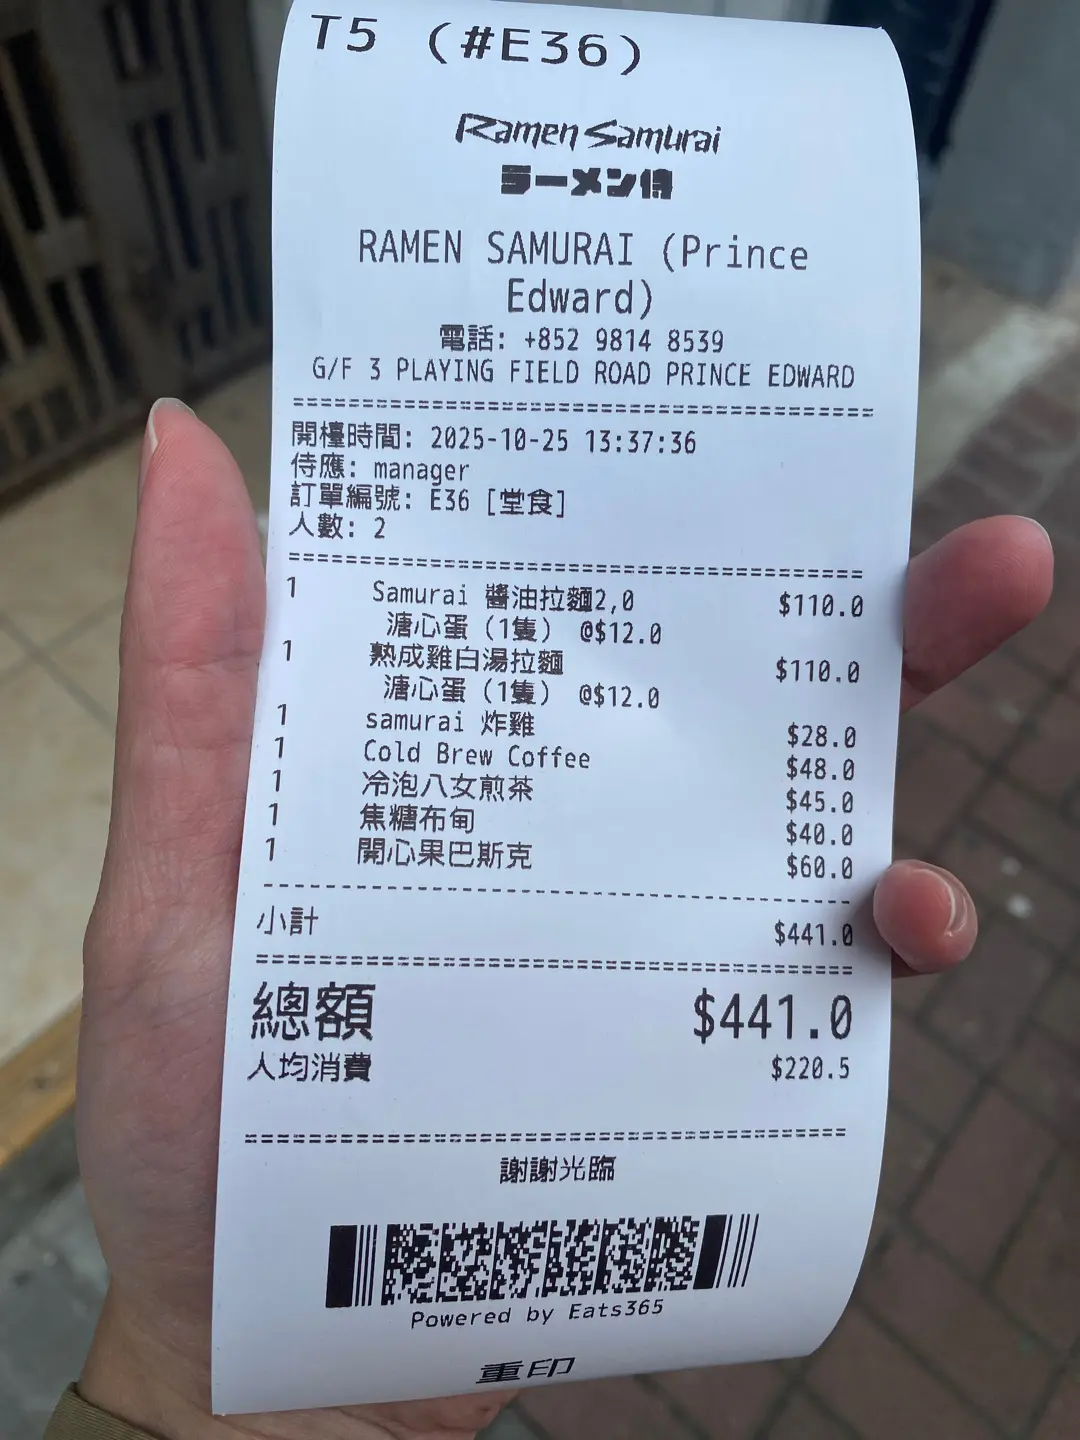 T5 (#E36)
Ramen Samurai
ラーメン侍
RAMEN SAMURAI (Prince
Edward)
電話: +852 9814 8539
G/F 3 PLAYING FIELD ROAD PRINCE EDWARD
開檯時間: 2025-10-25 13:37:36
侍應: manager
訂單編號: E36 [堂食]
人數: 2
1 Samurai 醬油拉麵2,0 $110.0
溏心蛋 (1隻) @$12.0
1 熟成雞白湯拉麵 $110.0
溏心蛋 (1隻) @$12.0
1 samurai 炸雞 $28.0
1 Cold Brew Coffee $48.0
1 冷泡八女煎茶 $45.0
1 焦糖布甸 $40.0
1 開心果巴斯克 $60.0
小計 $441.0
總額 $441.0
人均消費 $220.5
謝謝光臨
Powered by Eats365
重印